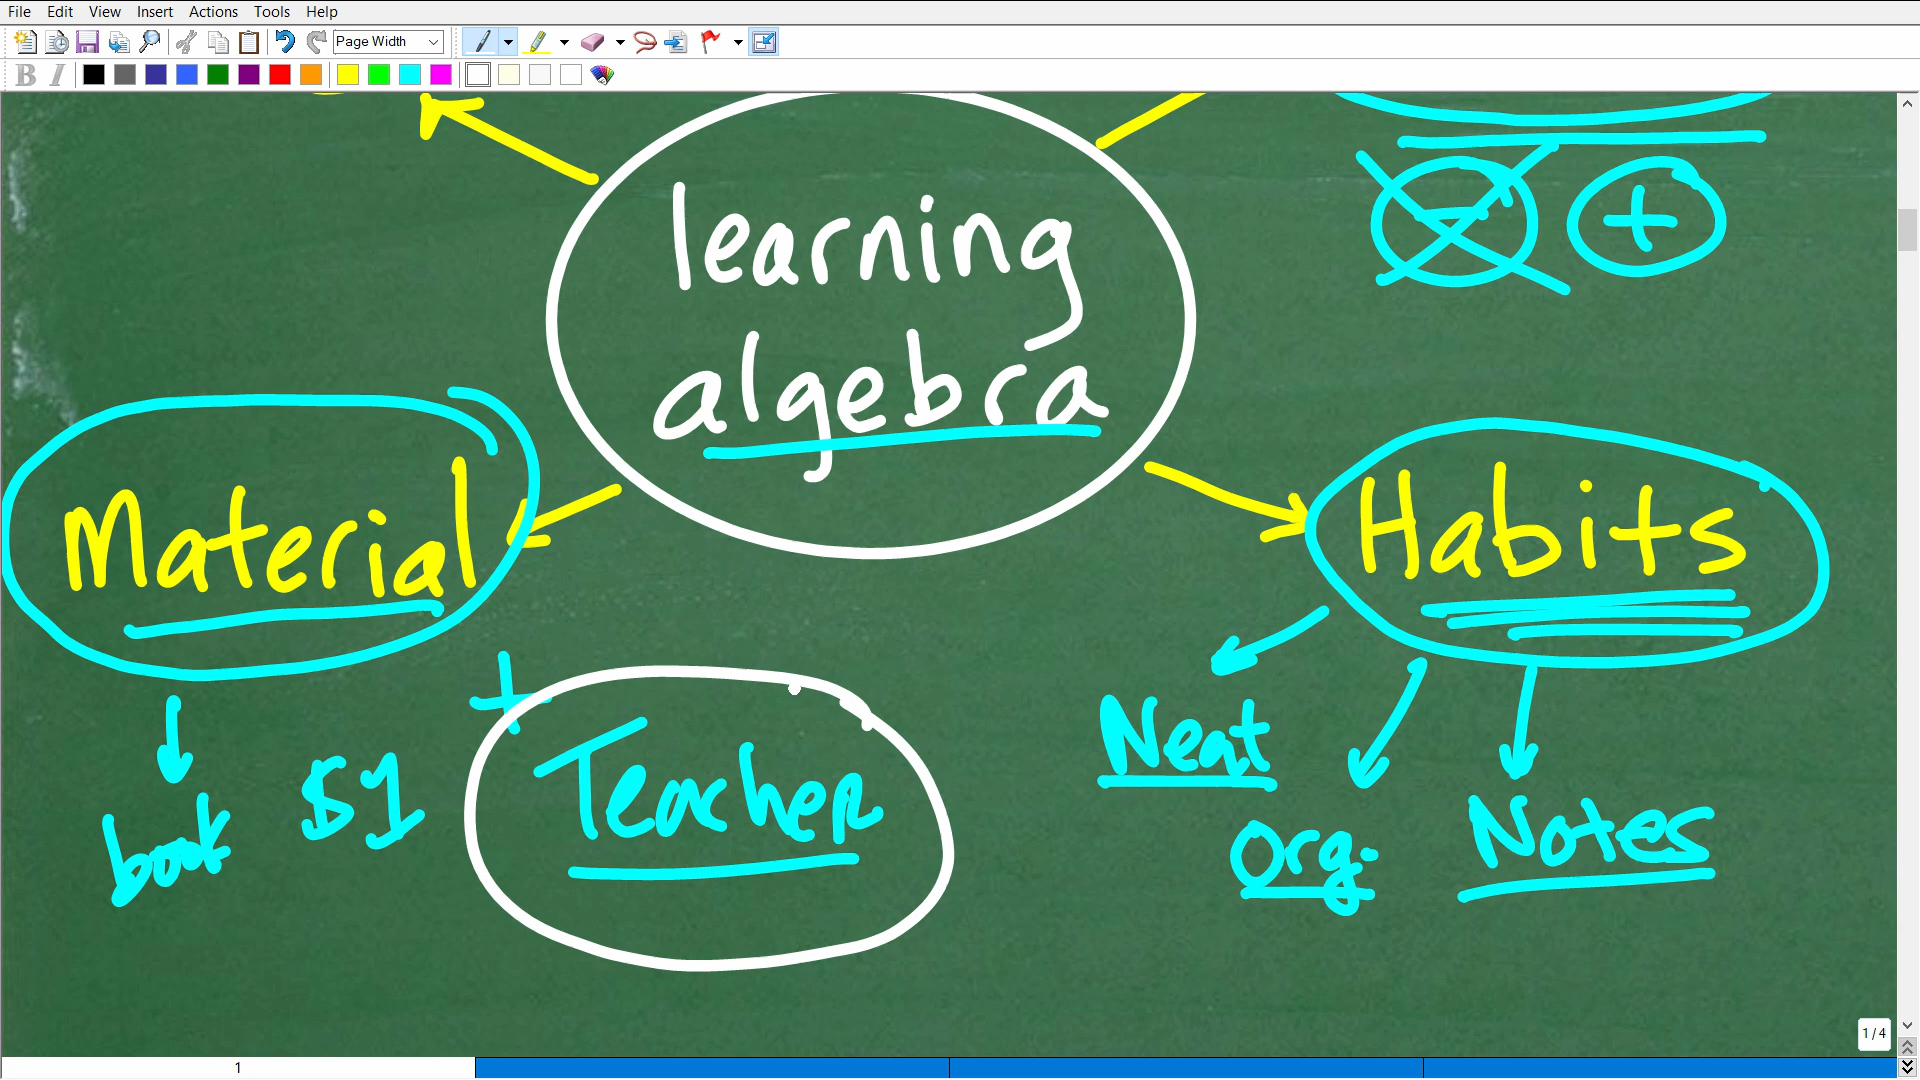 File Edit View Insert Actions Tools Help
Page Width
B I
+
learning
algebra
Material
Habits
+
Teacher
Neat
book
$1
Org.
Notes
1 / 4
1